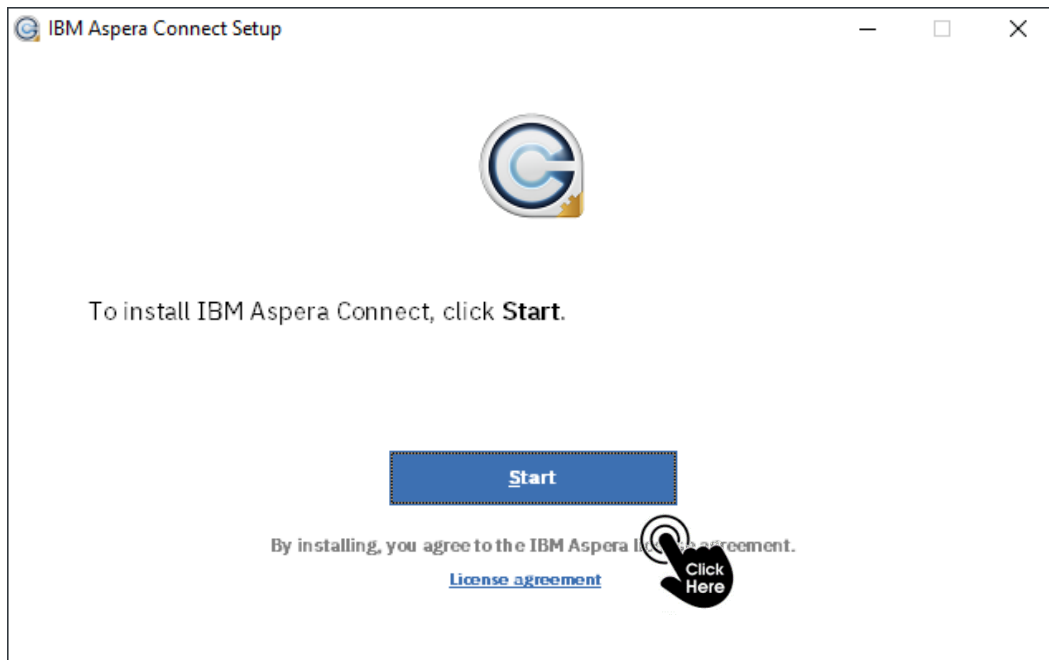 IBM Aspera Connect Setup
To install IBM Aspera Connect, click Start.
Start
By installing, you agree to the IBM Aspera agreement.
License agreement
Click
Here